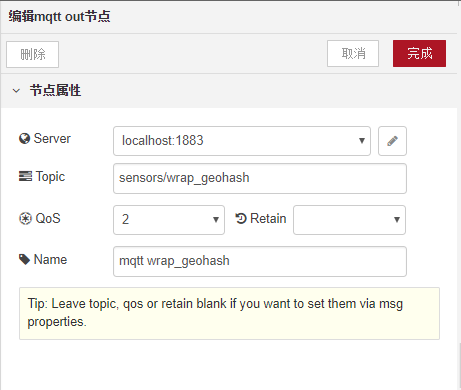 编辑mqtt out节点
删除 取消 完成
节点属性
Server localhost:1883
Topic sensors/wrap_geohash
QoS 2 Retain
Name mqtt wrap_geohash
Tip: Leave topic, qos or retain blank if you want to set them via msg
properties.